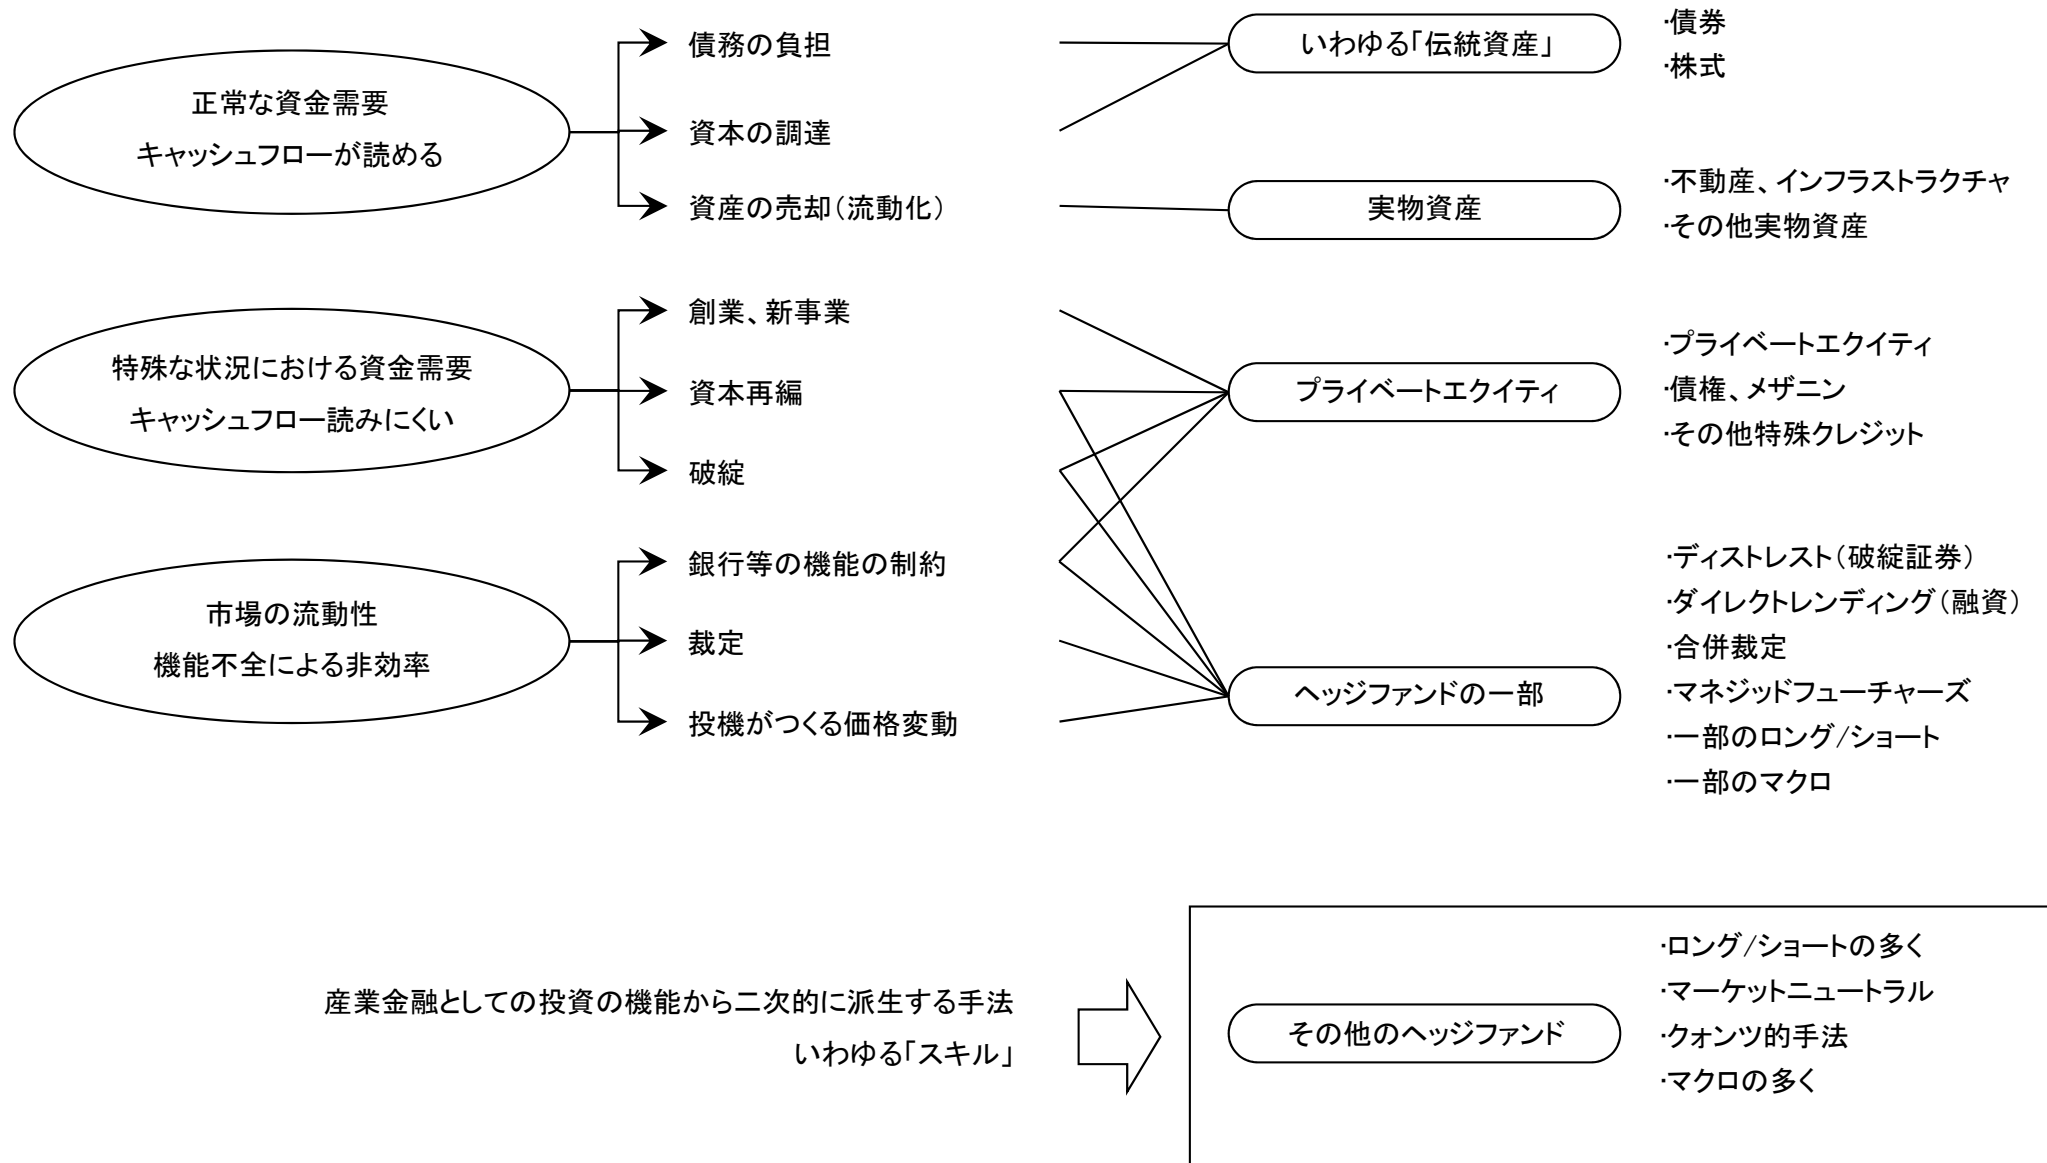 正常な資金需要
キャッシュフローが読める
債務の負担
資本の調達
資産の売却(流動化)
いわゆる「伝統資産」
・債券
・株式
実物資産
・不動産、インフラストラクチャ
・その他実物資産
特殊な状況における資金需要
キャッシュフロー読みにくい
創業、新事業
資本再編
破綻
プライベートエクイティ
・プライベートエクイティ
・債権、メザニン
・その他特殊クレジット
市場の流動性
機能不全による非効率
銀行等の機能の制約
裁定
投機がつくる価格変動
ヘッジファンドの一部
・ディストレスト(破綻証券)
・ダイレクトレンディング(融資)
・合併裁定
・マネジッドフューチャーズ
・一部のロング/ショート
・一部のマクロ
産業金融としての投資の機能から二次的に派生する手法
いわゆる「スキル」
その他のヘッジファンド
・ロング/ショートの多く
・マーケットニュートラル
・クォンツ的手法
・マクロの多く